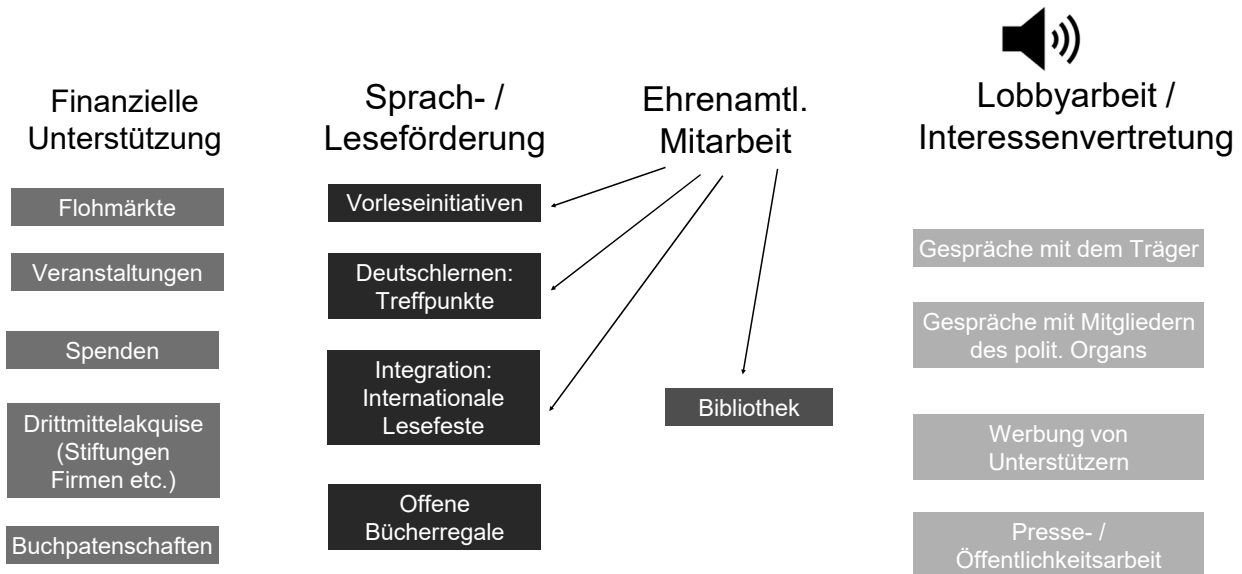 Finanzielle
Unterstützung
Flohmärkte
Veranstaltungen
Spenden
Drittmittelakquise
(Stiftungen
Firmen etc.)
Buchpatenschaften
Sprach- /
Leseförderung
Vorleseinitiativen
Deutschlernen:
Treffpunkte
Integration:
Internationale
Lesefeste
Offene
Bücherregale
Ehrenamtl.
Mitarbeit
Bibliothek
Lobbyarbeit /
Interessenvertretung
Gespräche mit dem Träger
Gespräche mit Mitgliedern
des polit. Organs
Werbung von
Unterstützern
Presse- /
Öffentlichkeitsarbeit